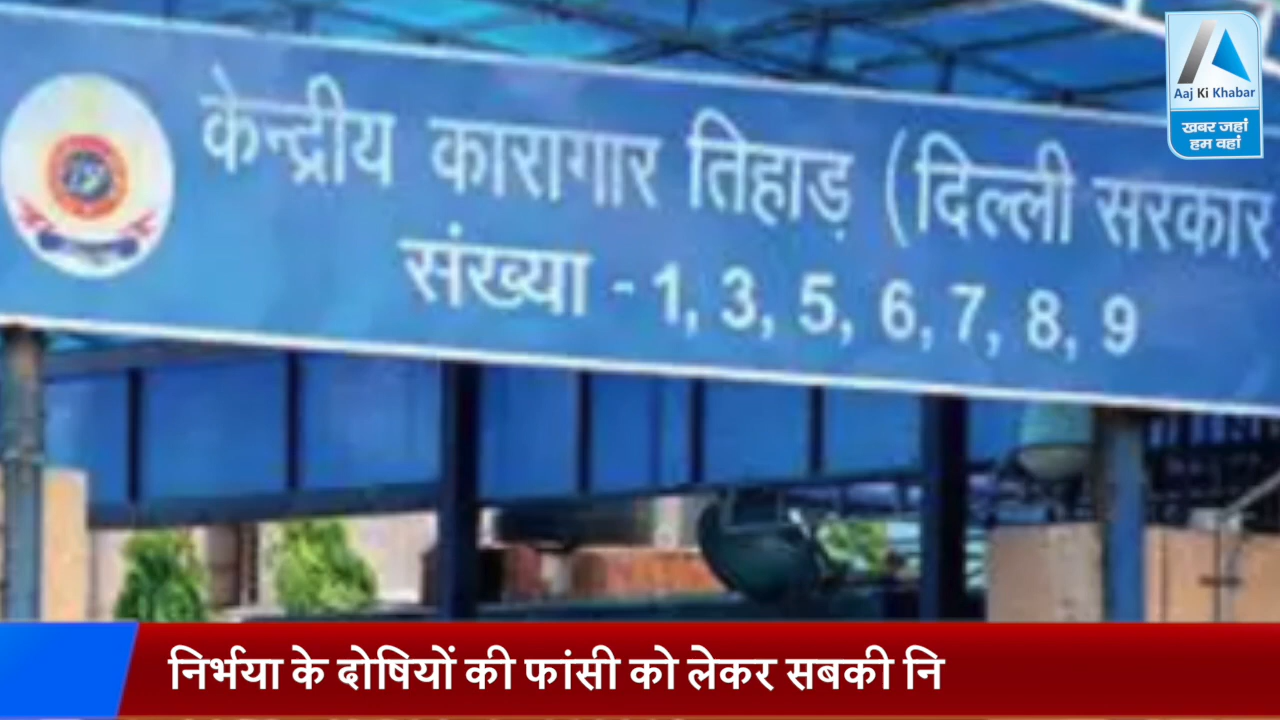 केन्द्रीय कारागार तिहाड़ (दिल्ली सरकार)
संख्या - 1, 3, 5, 6, 7, 8, 9
Aaj Ki Khabar
खबर जहां
हम वहां
निर्भया के दोषियों की फांसी को लेकर सबकी नि